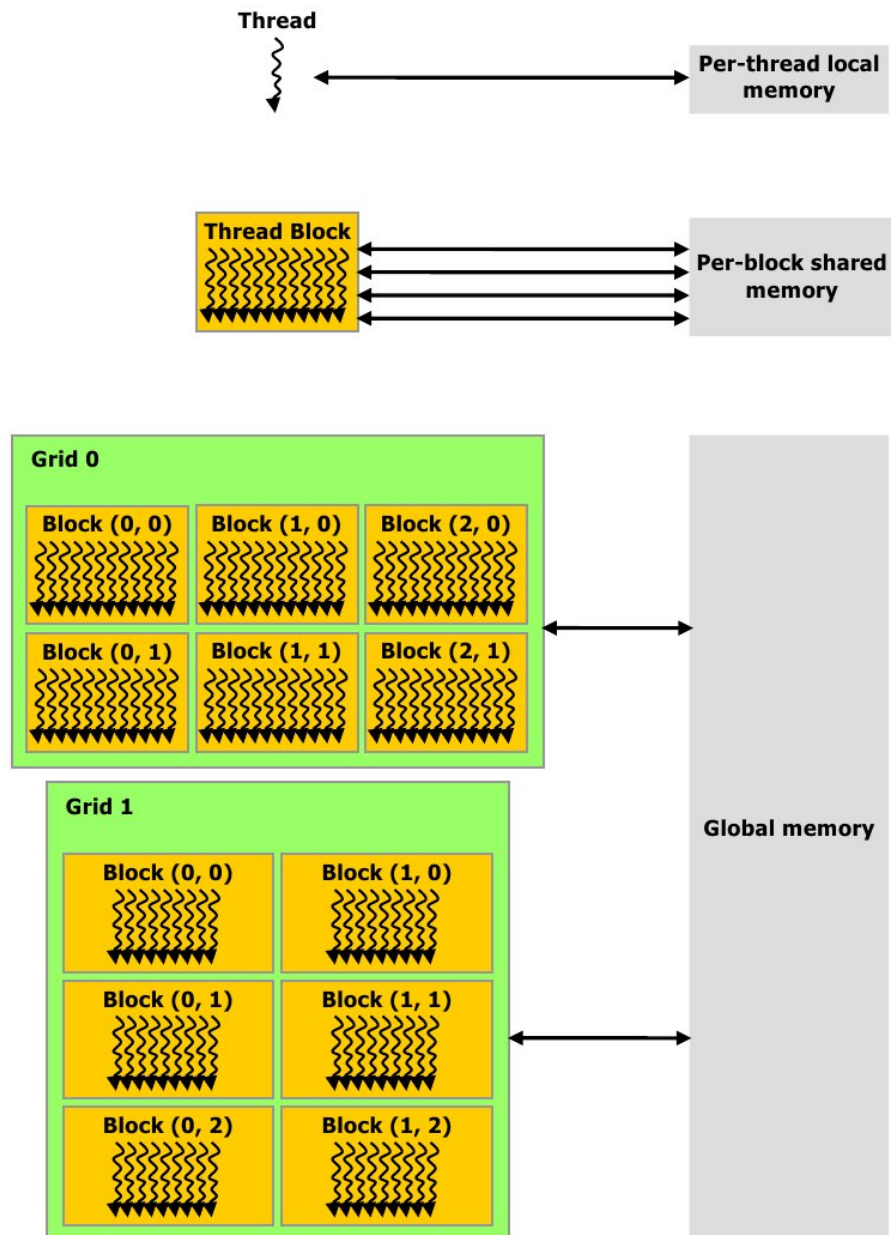 Thread
Per-thread local
memory
Thread Block
Per-block shared
memory
Grid 0
Block (0, 0)
Block (1, 0)
Block (2, 0)
Block (0, 1)
Block (1, 1)
Block (2, 1)
Grid 1
Global memory
Block (0, 0)
Block (1, 0)
Block (0, 1)
Block (1, 1)
Block (0, 2)
Block (1, 2)